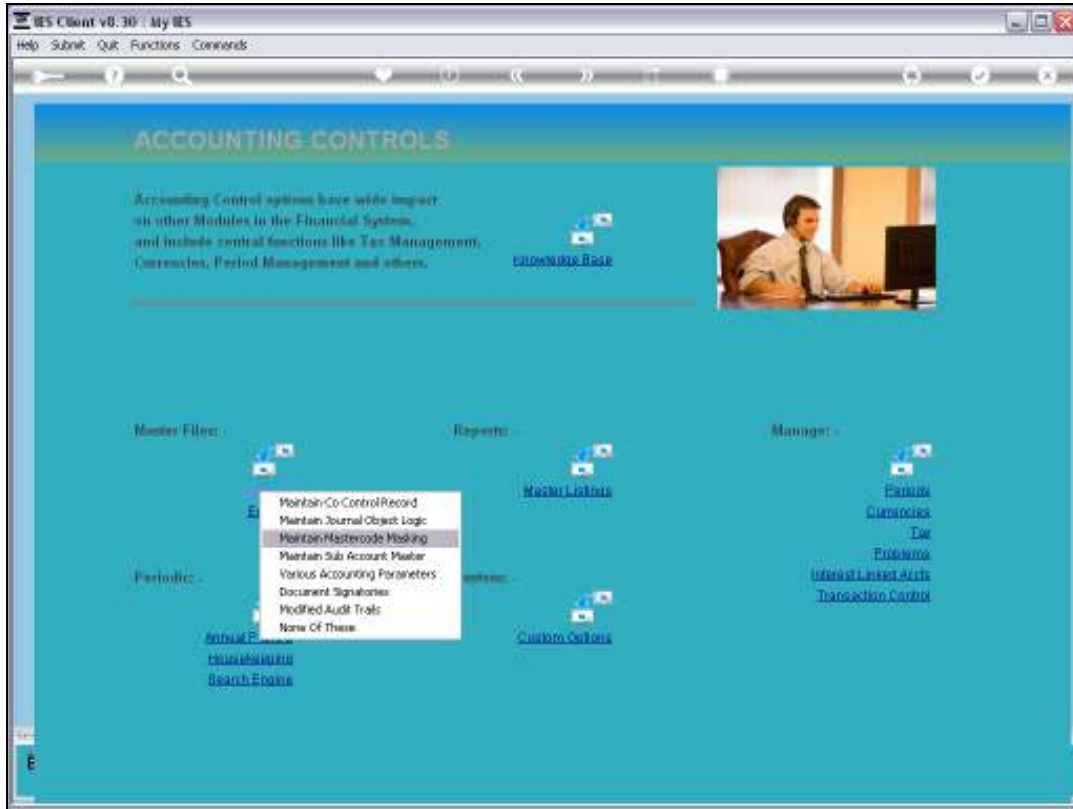 IES Client v8.30 : My IES
Help Submit Quit Functions Commands
ACCOUNTING CONTROLS
Accounting Control options have wide impact
on other Modules in the Financial System,
and include central functions like Tax Management,
Currencies, Period Management and others.
Knowledge Base
Master Files: -
Reports: -
Manage: -
Master Listings
Periods
Currencies
Tax
Problems
Interest Linked Accts
Transaction Control
Maintain Co Control Record
Maintain Journal Object Logic
Maintain Mastercode Masking
Maintain Sub Account Master
Various Accounting Parameters
Document Signatories
Modified Audit Trails
None Of These
Periodic: -
Annual
Housekeeping
Search Engine
Custom Options